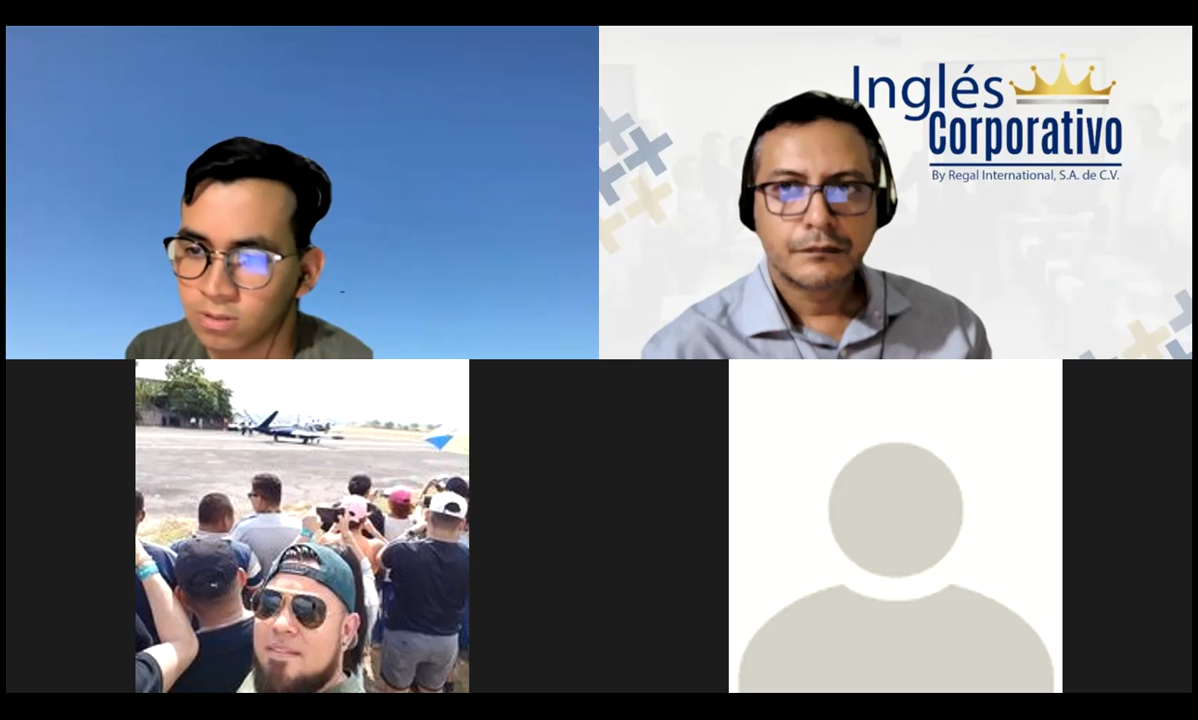 Inglés
Corporativo
By Regal International, S.A. de C.V.